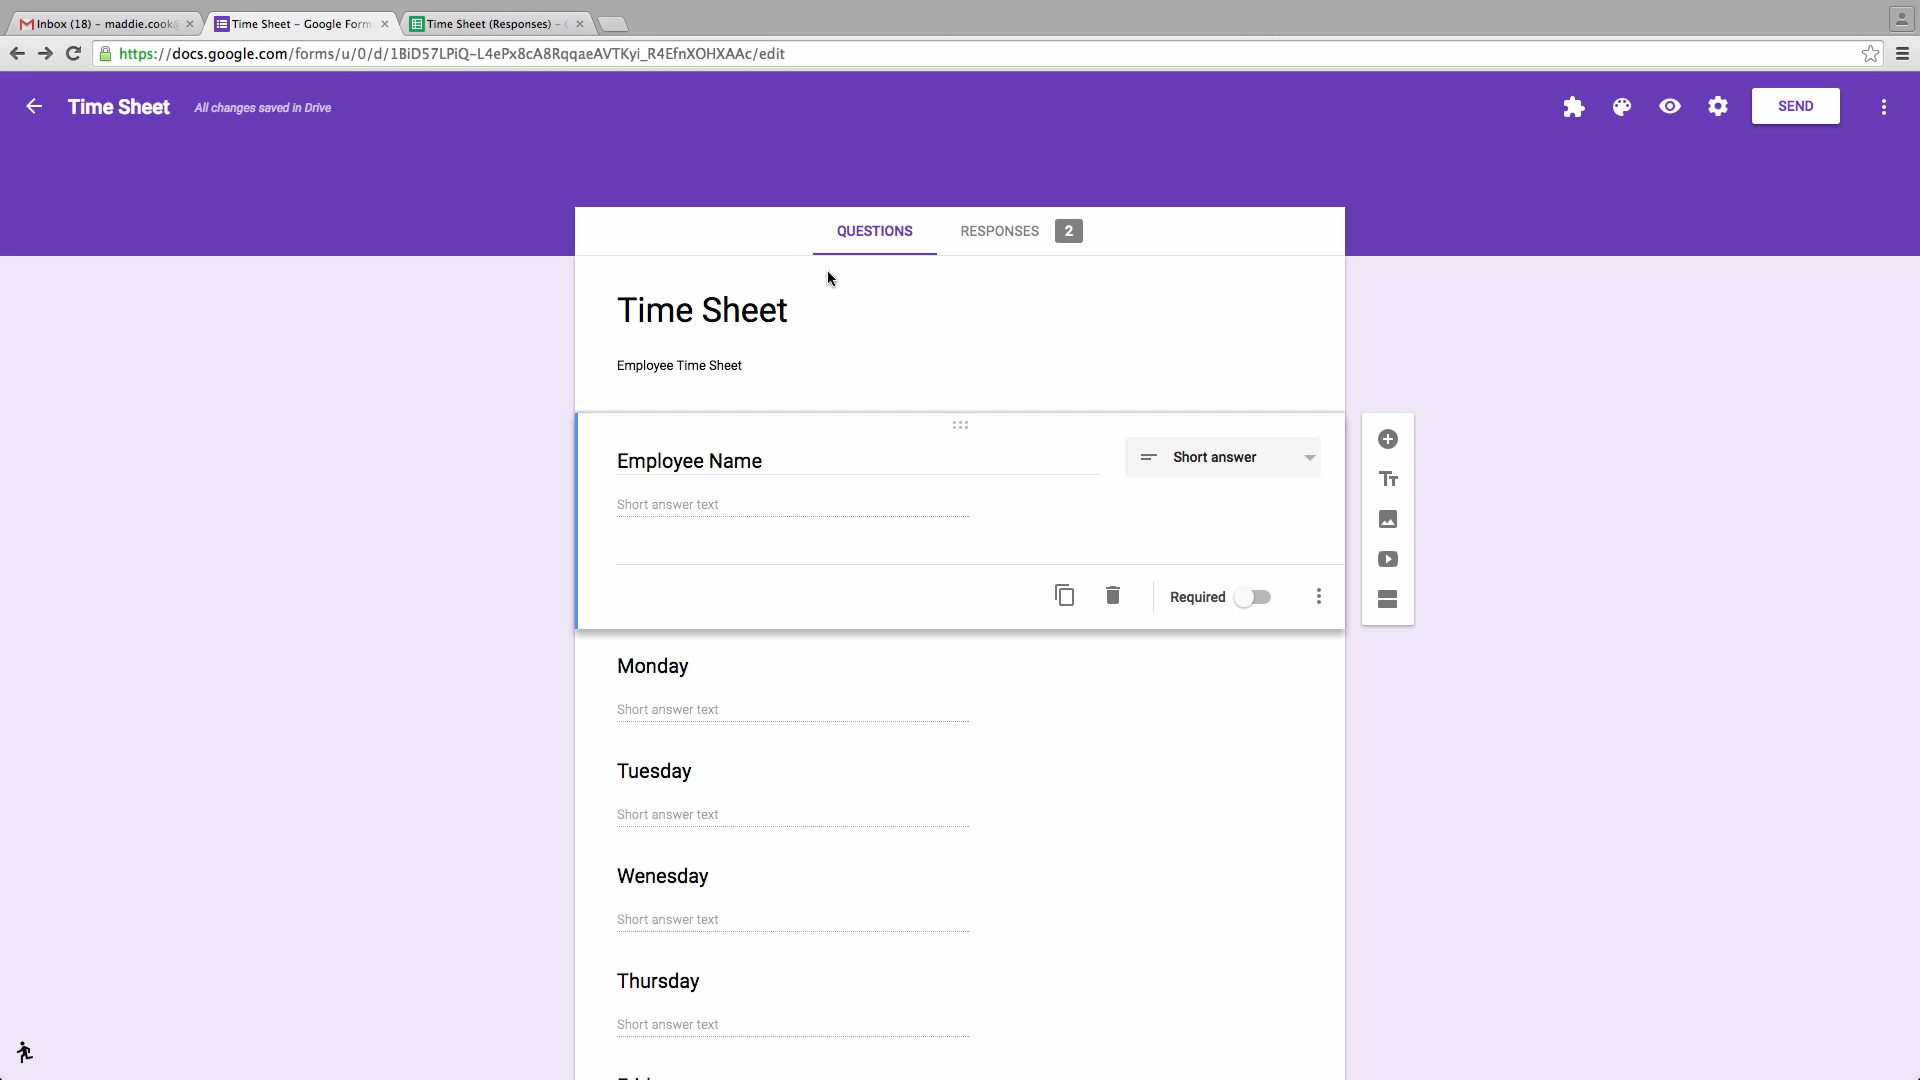 Inbox (18) – maddie.cook
Time Sheet – Google Form
Time Sheet (Responses) –
https://docs.google.com/forms/u/0/d/1BiD57LPiQ-L4ePx8cA8RqqaeAVTKyi_R4EfnXOHXAAc/edit
Time Sheet
All changes saved in Drive
SEND
QUESTIONS
RESPONSES
2
Time Sheet
Employee Time Sheet
Employee Name
Short answer
Short answer text
Required
Monday
Short answer text
Tuesday
Short answer text
Wenesday
Short answer text
Thursday
Short answer text